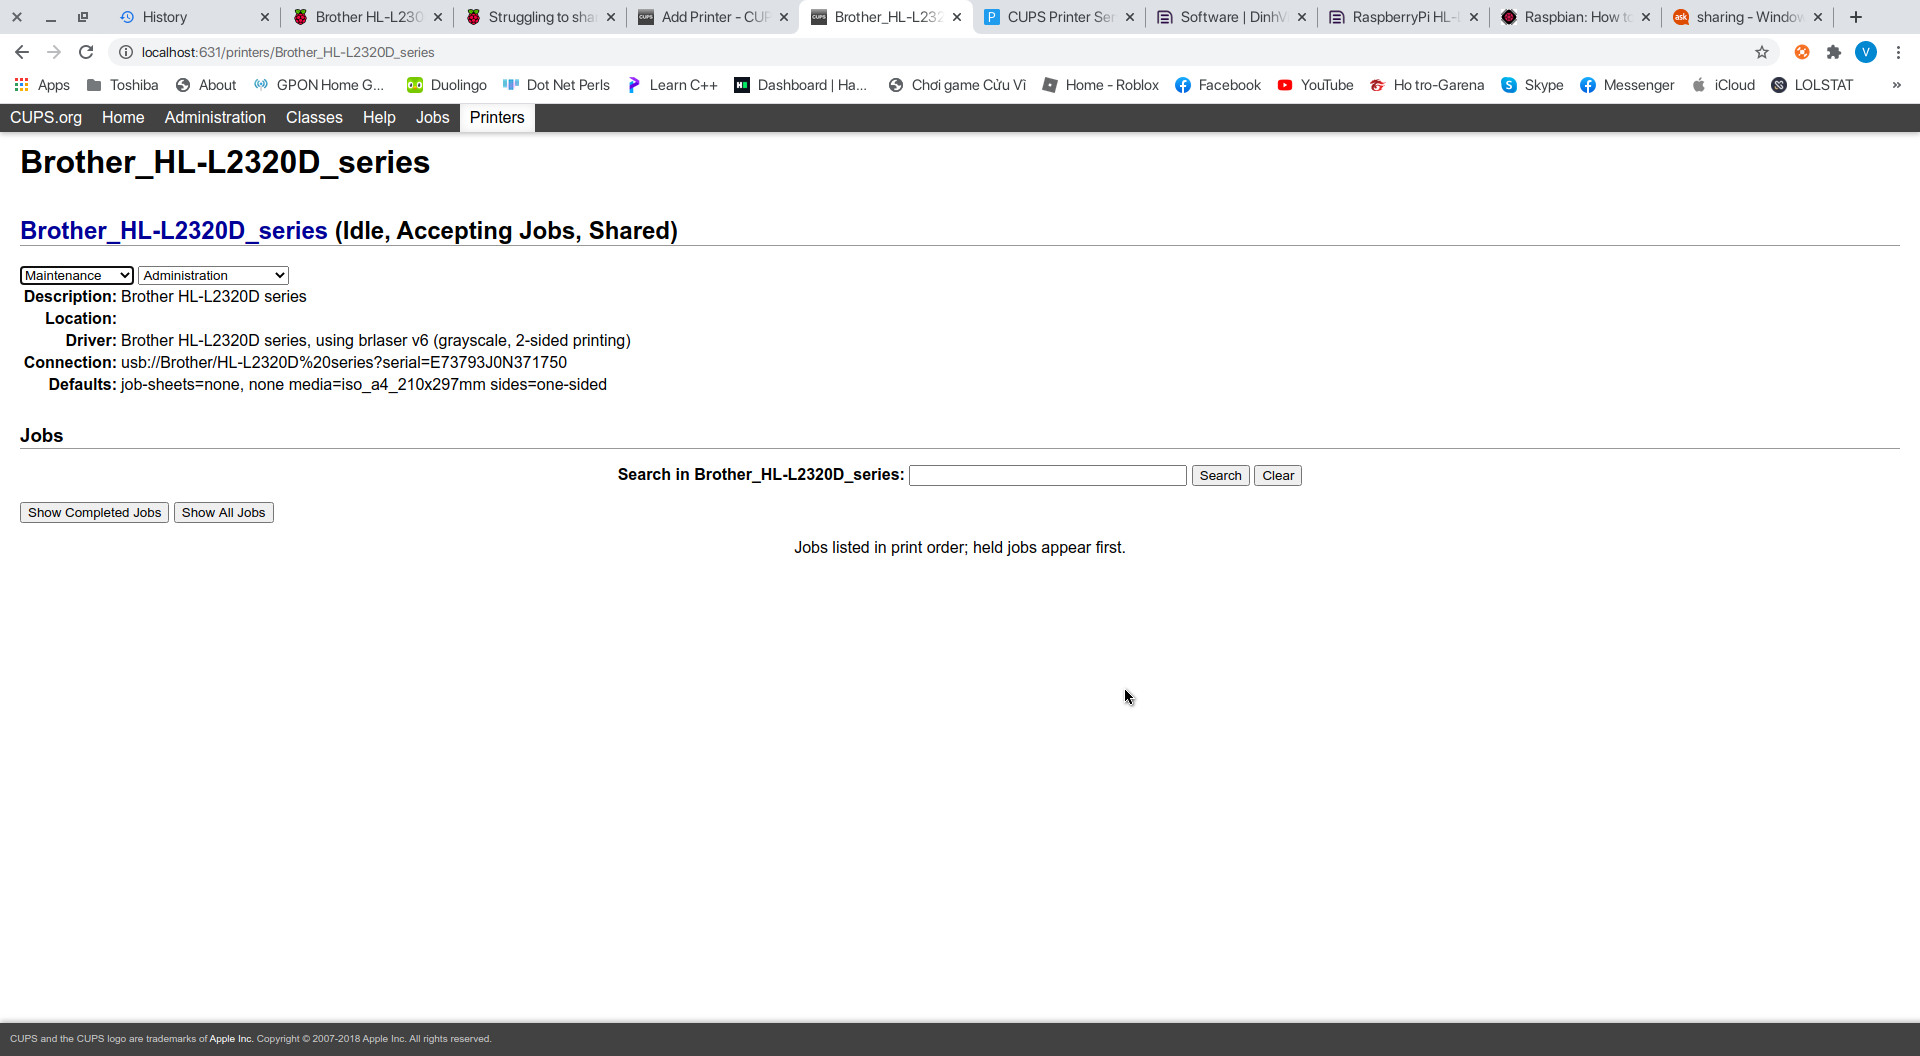 History
Brother HL-L230
Struggling to sha
Add Printer - CUP
Brother_HL-L232
CUPS Printer Ser
Software | DinhV
RaspberryPi HL-L
Raspbian: How to
sharing - Window
localhost:631/printers/Brother_HL-L2320D_series
V
Apps
Toshiba
About
GPON Home G...
Duolingo
Dot Net Perls
Learn C++
Dashboard | Ha...
Chơi game Cửu Vĩ
Home - Roblox
Facebook
YouTube
Ho tro-Garena
Skype
Messenger
iCloud
LOLSTAT
»
CUPS.org Home Administration Classes Help Jobs Printers
Brother_HL-L2320D_series
Brother_HL-L2320D_series (Idle, Accepting Jobs, Shared)
Maintenance Administration
Description: Brother HL-L2320D series
Location:
Driver: Brother HL-L2320D series, using brlaser v6 (grayscale, 2-sided printing)
Connection: usb://Brother/HL-L2320D%20series?serial=E73793J0N371750
Defaults: job-sheets=none, none media=iso_a4_210x297mm sides=one-sided
Jobs
Search in Brother_HL-L2320D_series: Search Clear
Show Completed Jobs Show All Jobs
Jobs listed in print order; held jobs appear first.
CUPS and the CUPS logo are trademarks of Apple Inc. Copyright © 2007-2018 Apple Inc. All rights reserved.